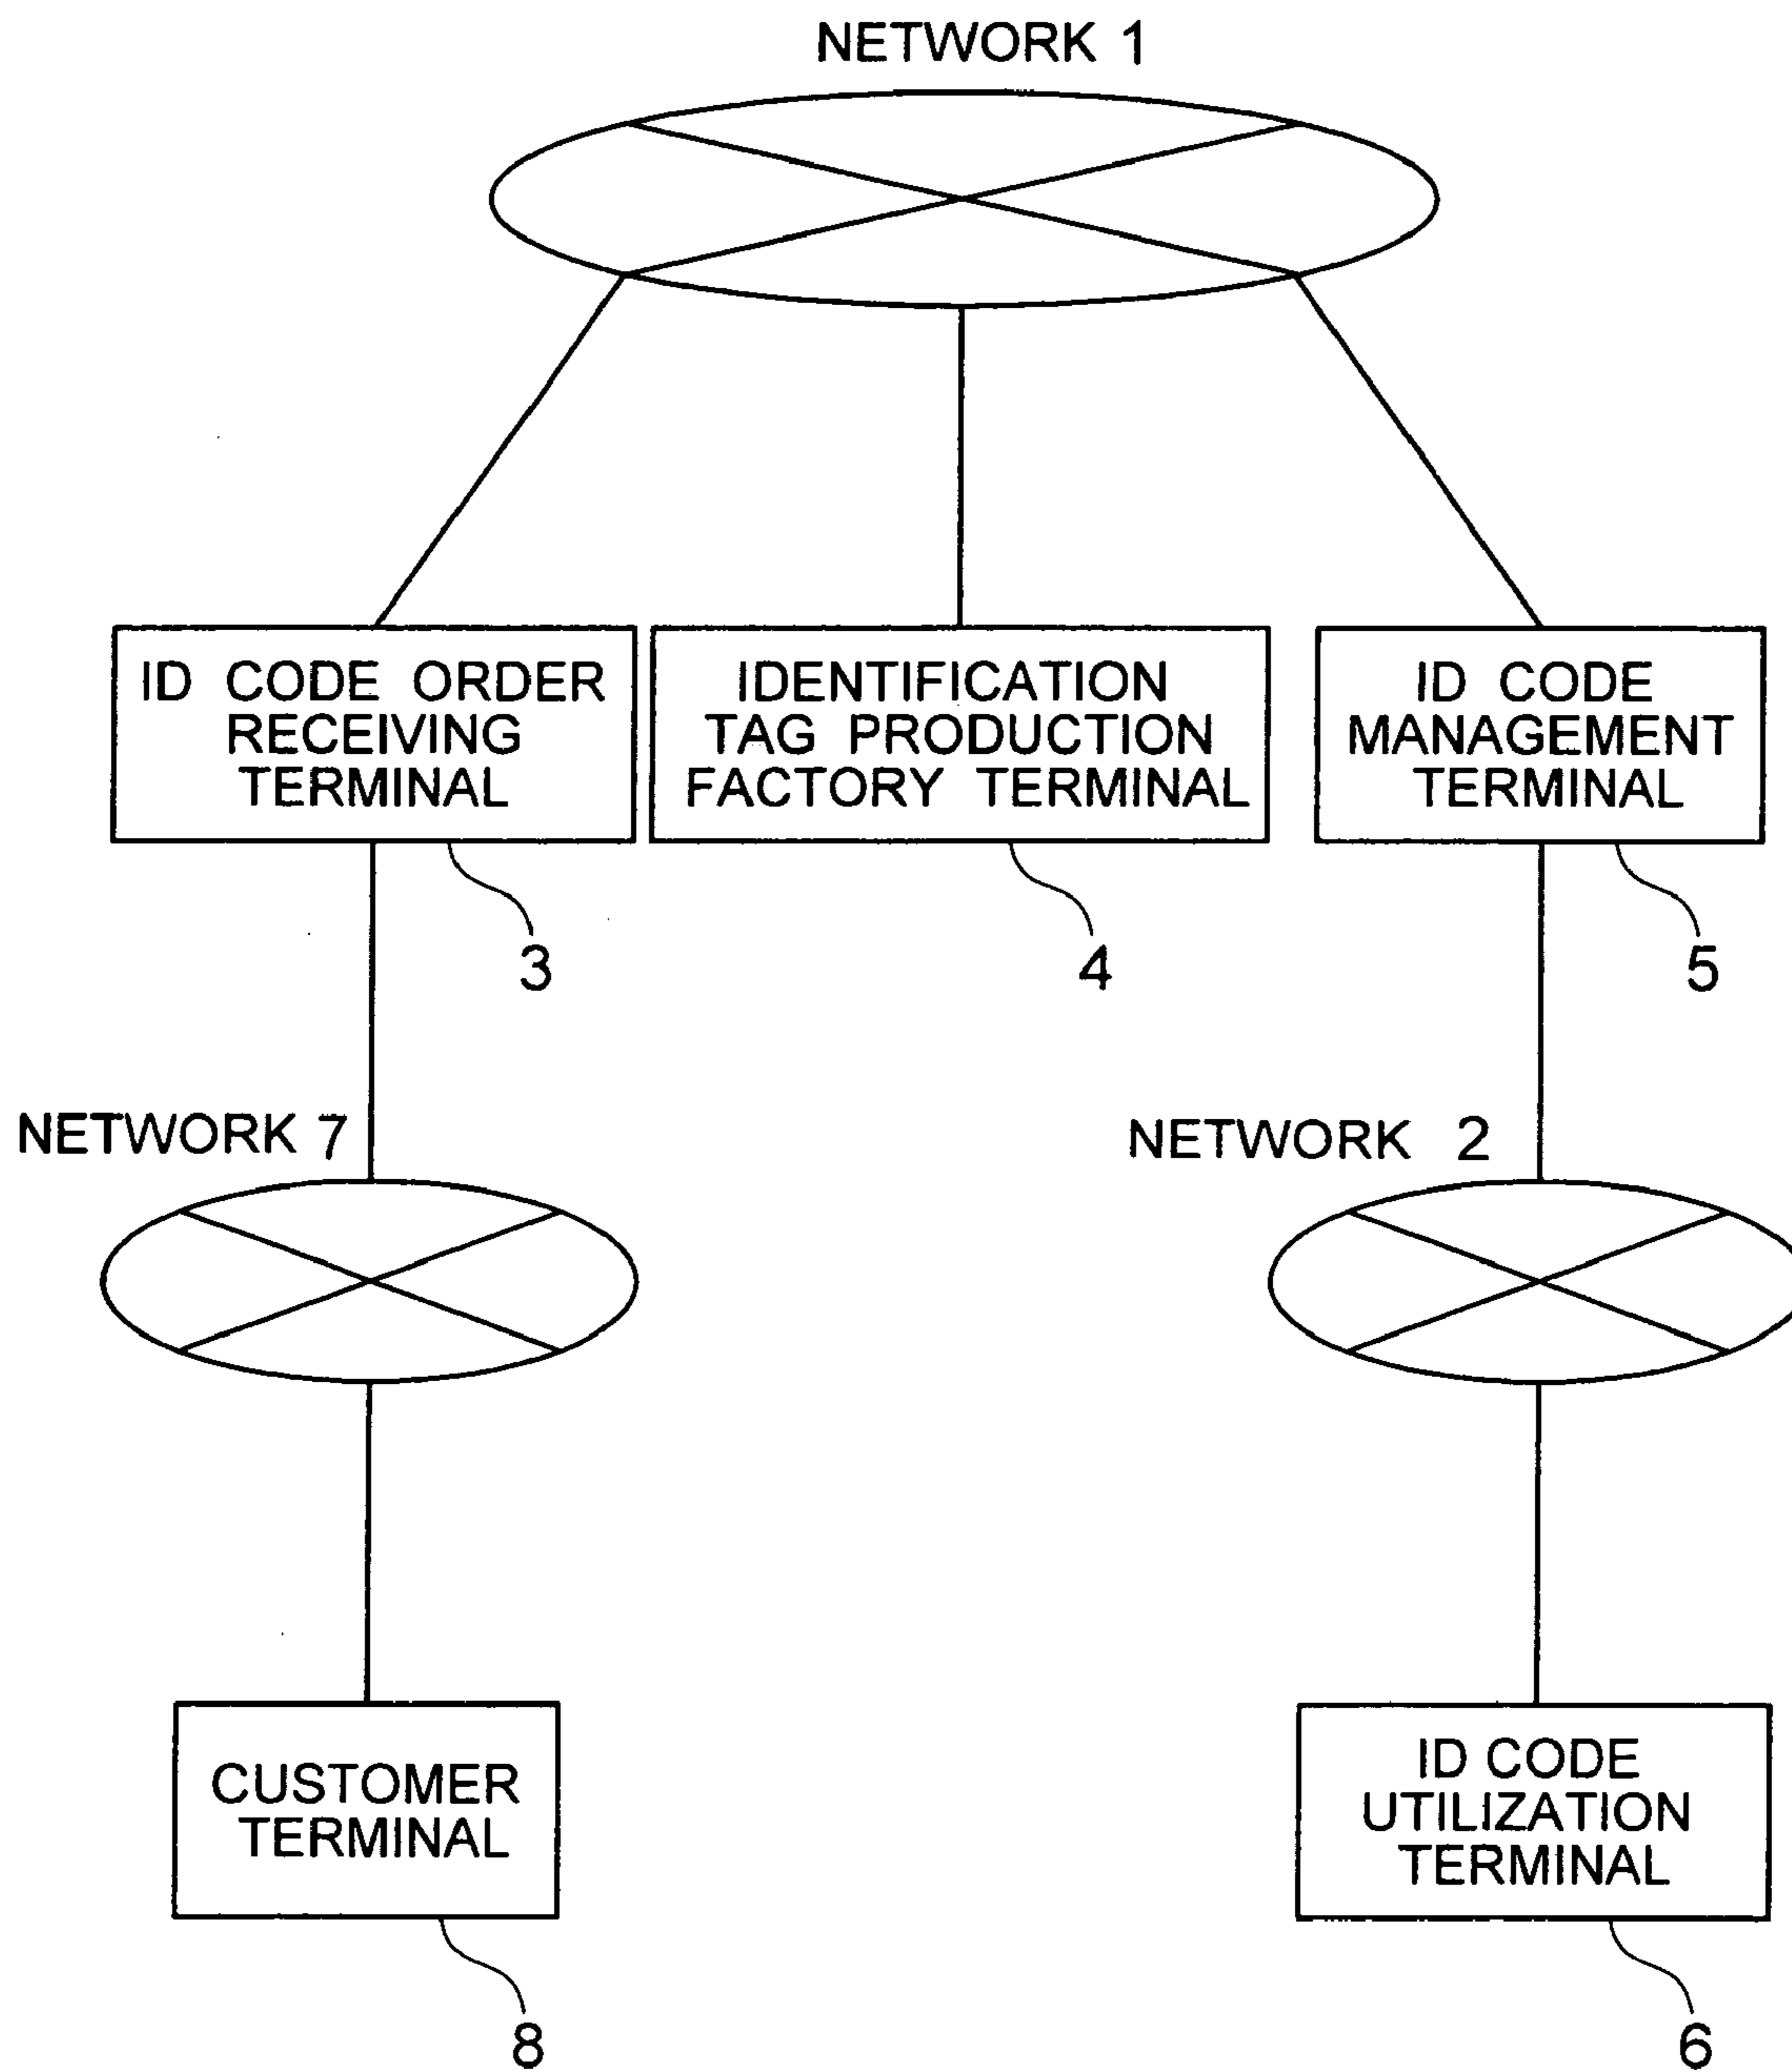 NETWORK 1
ID CODE ORDER
RECEIVING
TERMINAL
IDENTIFICATION
TAG PRODUCTION
FACTORY TERMINAL
ID CODE
MANAGEMENT
TERMINAL
3
4
5
NETWORK 7
NETWORK 2
CUSTOMER
TERMINAL
ID CODE
UTILIZATION
TERMINAL
8
6